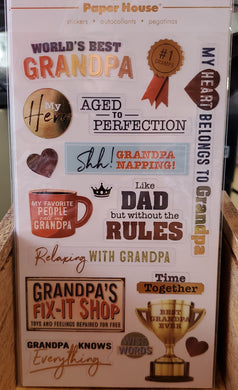 Paper House®
stickers • autocollants • pegatinas
WORLD'S BEST
GRANDPA
#1
My
Hero
AGED
TO
PERFECTION
MY HEART BELONGS TO Grandpa
Shh! GRANDPA
NAPPING!
MY FAVORITE
PEOPLE
call me
GRANDPA
Like
DAD
but without the
RULES
Relaxing WITH GRANDPA
GRANDPA'S
FIX-IT SHOP
TOYS AND FEELINGS REPAIRED FOR FREE
Time
Together
BEST
GRANDPA
EVER
GRANDPA KNOWS
Everything!
WISE
WORDS